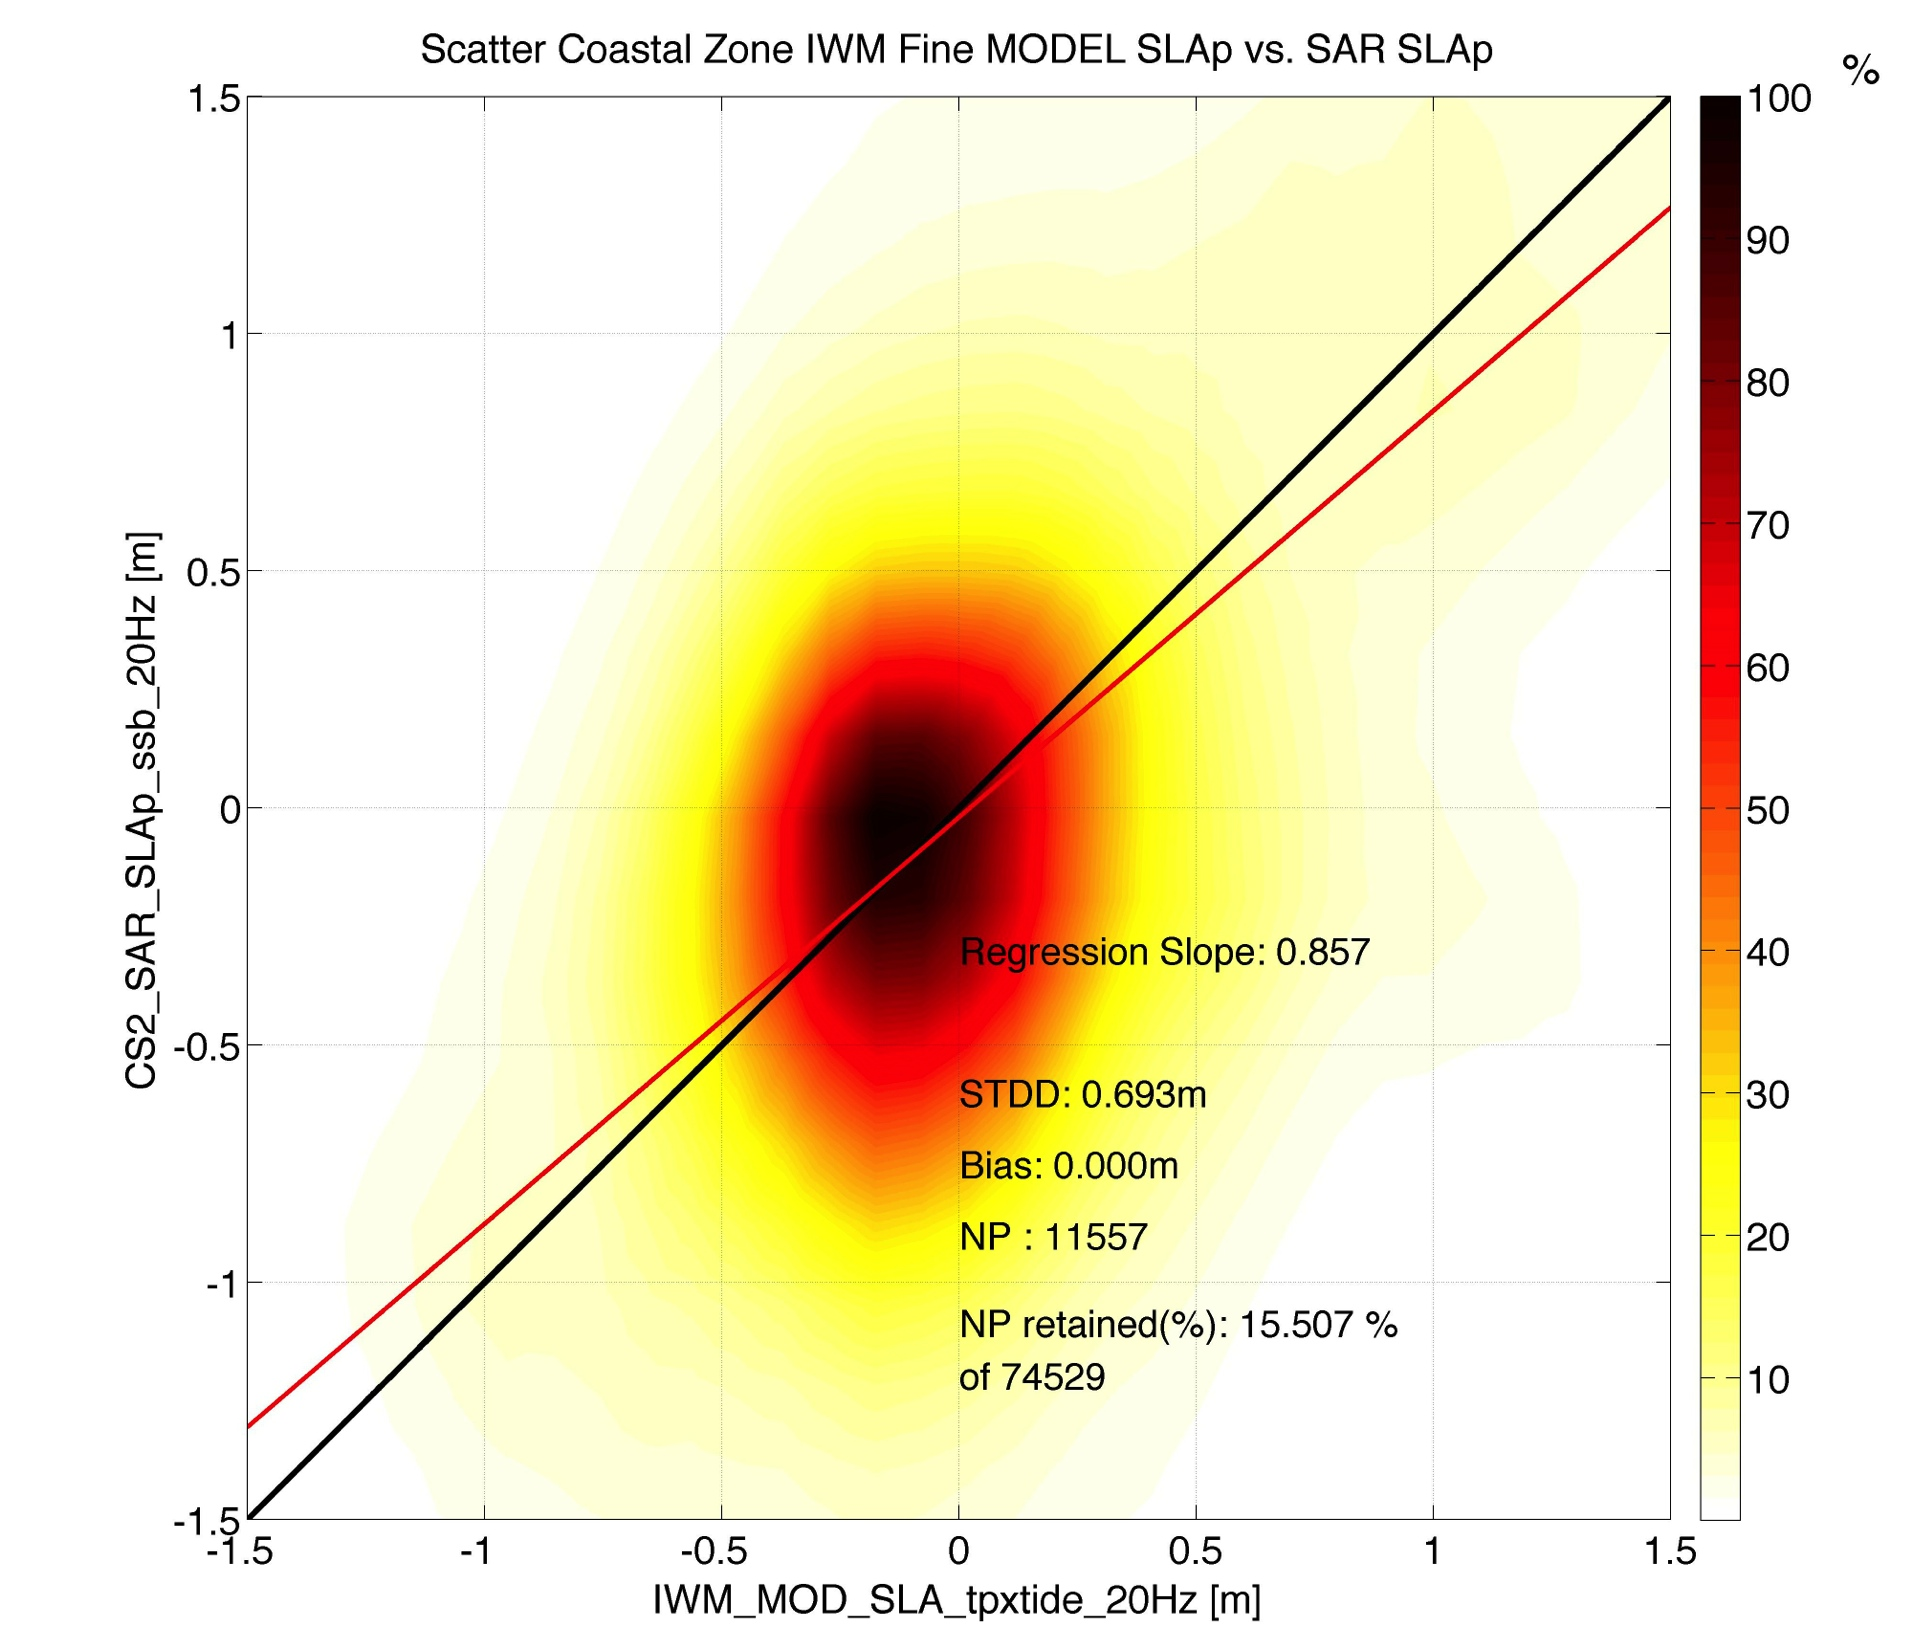 Scatter Coastal Zone IWM Fine MODEL SLAp vs. SAR SLAp
%
1.5
1
0.5
0
-0.5
-1
-1.5
CS2_SAR_SLAp_ssb_20Hz [m]
Regression Slope: 0.857
STDD: 0.693m
Bias: 0.000m
NP : 11557
NP retained(%): 15.507 %
of 74529
-1.5
-1
-0.5
0
0.5
1
1.5
IWM_MOD_SLA_tpxtide_20Hz [m]
100
90
80
70
60
50
40
30
20
10